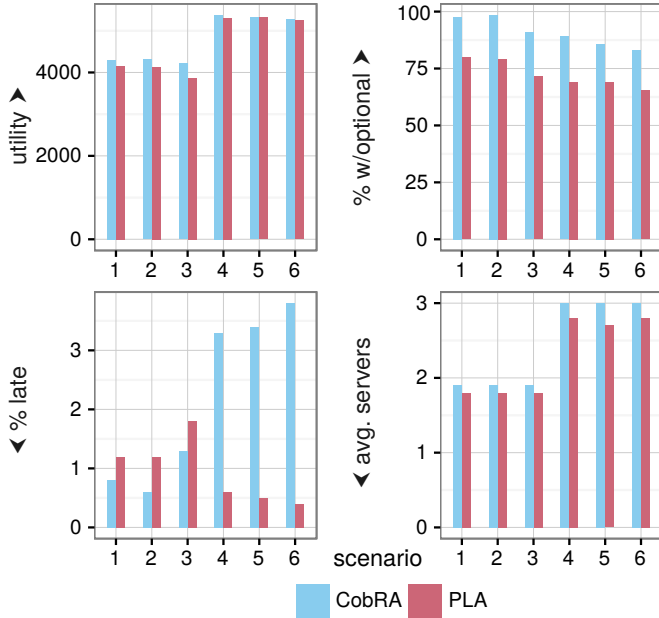 utility ➤
4000
2000
0
1 2 3 4 5 6
% w/optional ➤
100
75
50
25
0
1 2 3 4 5 6
➤ % late
3
2
1
0
1 2 3 4 5 6
➤ avg. servers
3
2
1
0
1 2 3 4 5 6
scenario
CobRA PLA